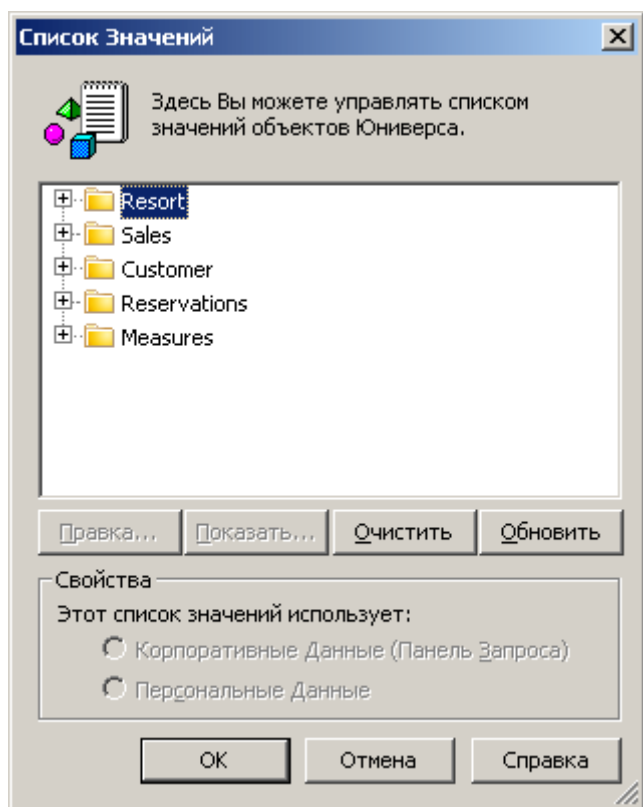 Список Значений
Здесь Вы можете управлять списком
значений объектов Юниверса.
Resort
Sales
Customer
Reservations
Measures
Правка... Показать... Очистить Обновить
Свойства
Этот список значений использует:
Корпоративные Данные (Панель Запроса)
Персональные Данные
OK Отмена Справка